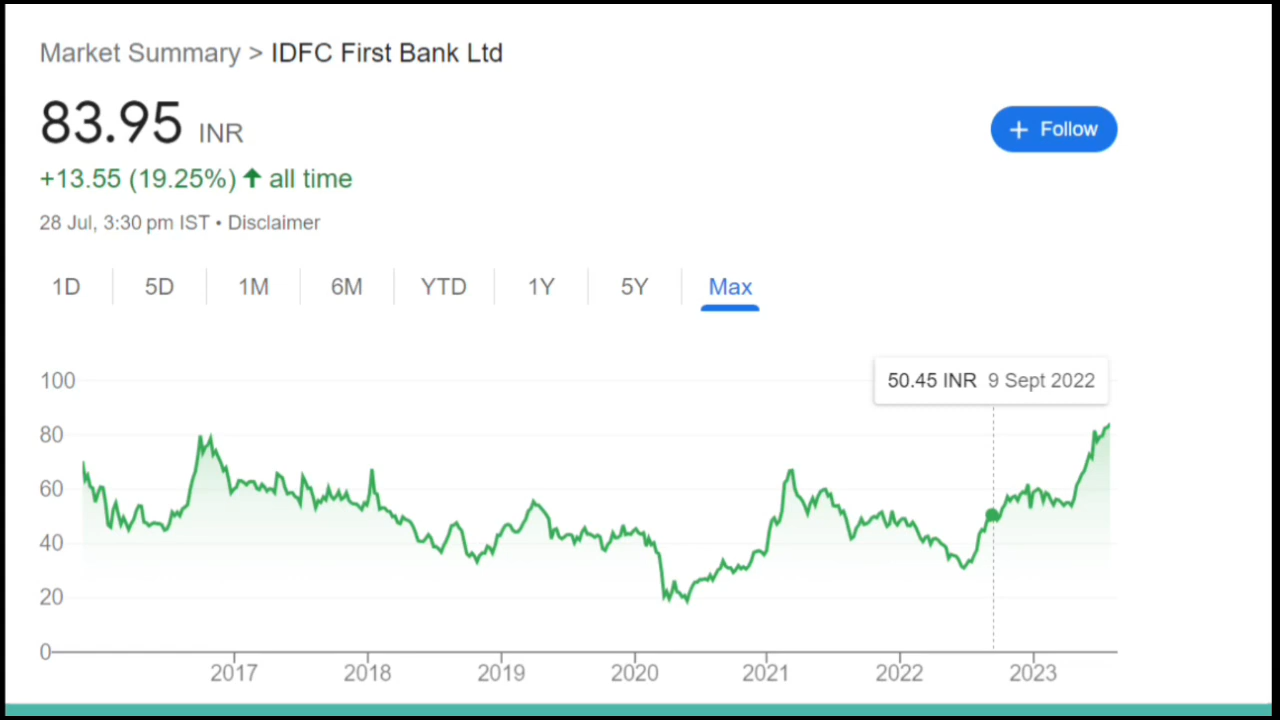 Market Summary > IDFC First Bank Ltd
83.95 INR
+ Follow
+13.55 (19.25%) ↑ all time
28 Jul, 3:30 pm IST • Disclaimer
1D 5D 1M 6M YTD 1Y 5Y Max
50.45 INR 9 Sept 2022
100
80
60
40
20
0
2017 2018 2019 2020 2021 2022 2023